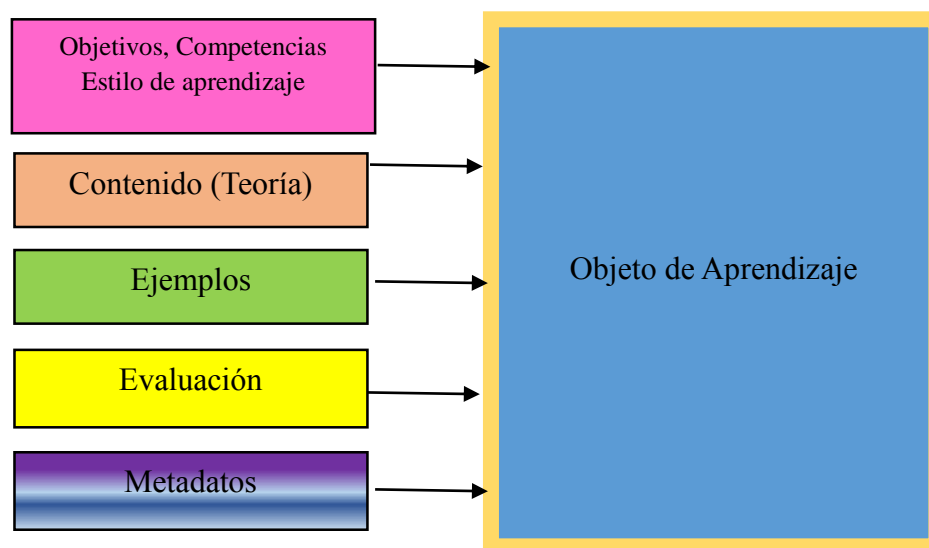 Objetivos, Competencias
Estilo de aprendizaje
Contenido (Teoría)
Ejemplos
Evaluación
Metadatos
Objeto de Aprendizaje